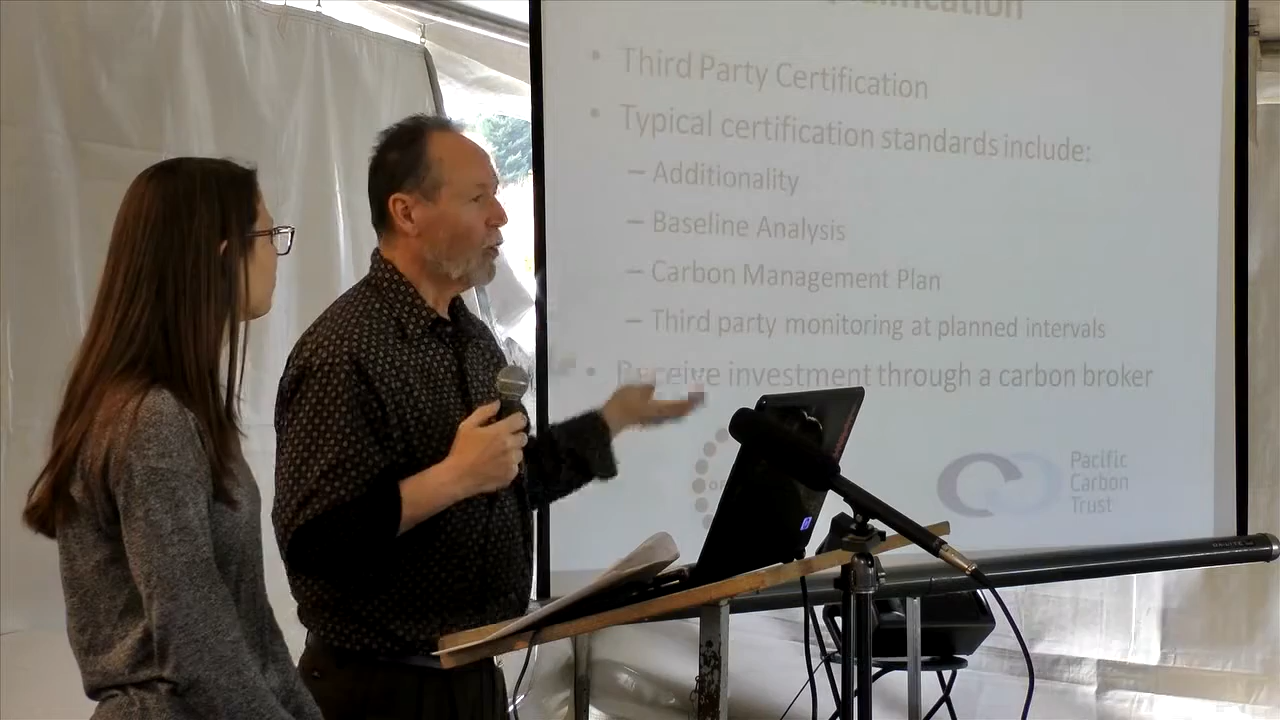 • Third Party Certification
• Typical certification standards include:
– Additionality
– Baseline Analysis
– Carbon Management Plan
– Third party monitoring at planned intervals
• Receive investment through a carbon broker
Pacific
Carbon
Trust